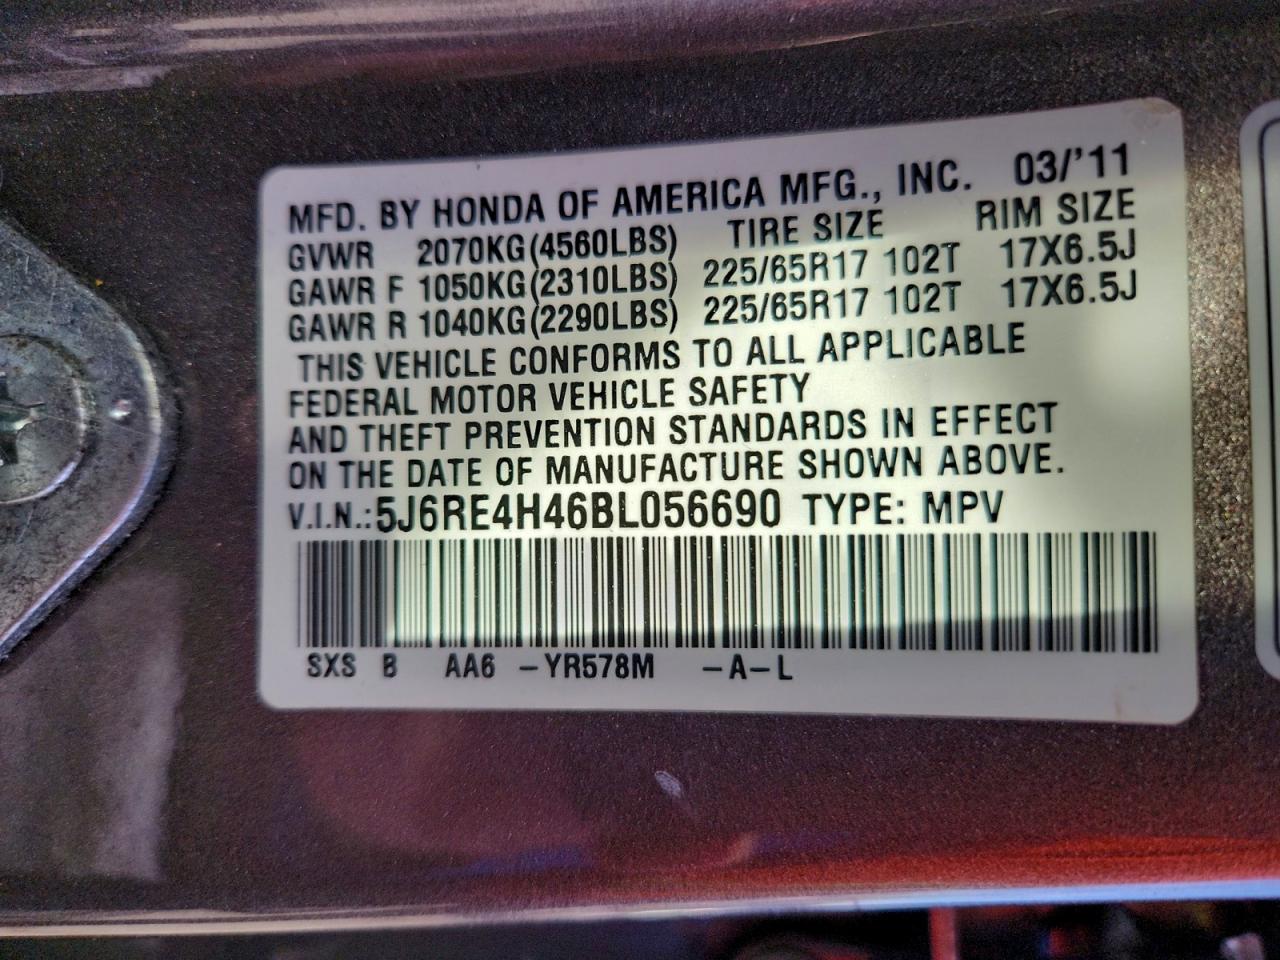 MFD. BY HONDA OF AMERICA MFG., INC. 03/'11
GVWR 2070KG(4560LBS) TIRE SIZE RIM SIZE
GAWR F 1050KG(2310LBS) 225/65R17 102T 17X6.5J
GAWR R 1040KG(2290LBS) 225/65R17 102T 17X6.5J
THIS VEHICLE CONFORMS TO ALL APPLICABLE
FEDERAL MOTOR VEHICLE SAFETY
AND THEFT PREVENTION STANDARDS IN EFFECT
ON THE DATE OF MANUFACTURE SHOWN ABOVE.
V.I.N.:5J6RE4H46BL056690 TYPE: MPV
SXS B AA6 -YR578M -A-L